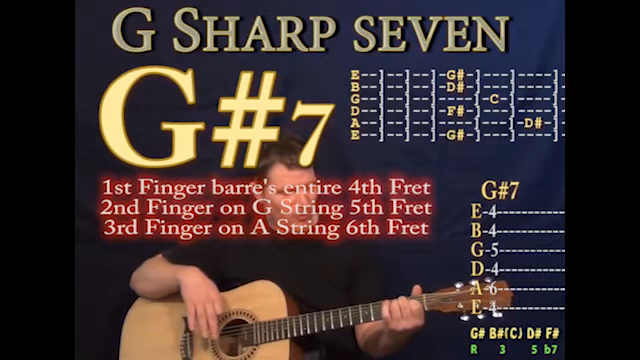 G SHARP SEVEN
G#7
E--]--]--]-G#-]---]---]--
B--]--]--]-D#-]---]---]--
G--]--]--]----]-C-]---]--
D--]--]--]-F#-]---]---]--
A--]--]--]----]---]-D#-]-
E--]--]--]-G#-]---]---]--
1st Finger barre's entire 4th Fret
2nd Finger on G String 5th Fret
3rd Finger on A String 6th Fret
G#7
E-4-----------
B-4-----------
G-5-----------
D-4-----------
A-6-----------
E-4-----------
G# B#(C) D# F#
R 3 5 b7